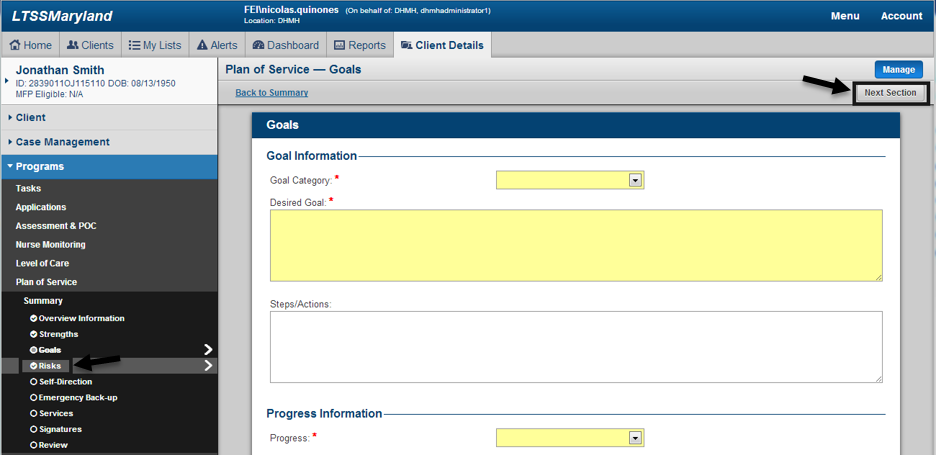 LTSSMaryland
FEI\nicolas.quinones (On behalf of: DHMH, dhmhadministrator1)
Location: DHMH
Menu Account
Home Clients My Lists Alerts Dashboard Reports Client Details
Jonathan Smith
ID: 2839011OJ115110 DOB: 08/13/1950
MFP Eligible: N/A
Client
Case Management
Programs
Tasks
Applications
Assessment & POC
Nurse Monitoring
Level of Care
Plan of Service
Summary
Overview Information
Strengths
Goals
Risks
Self-Direction
Emergency Back-up
Services
Signatures
Review
Plan of Service — Goals
Manage
Back to Summary
Next Section
Goals
Goal Information
Goal Category: *
Desired Goal: *
Steps/Actions:
Progress Information
Progress: *